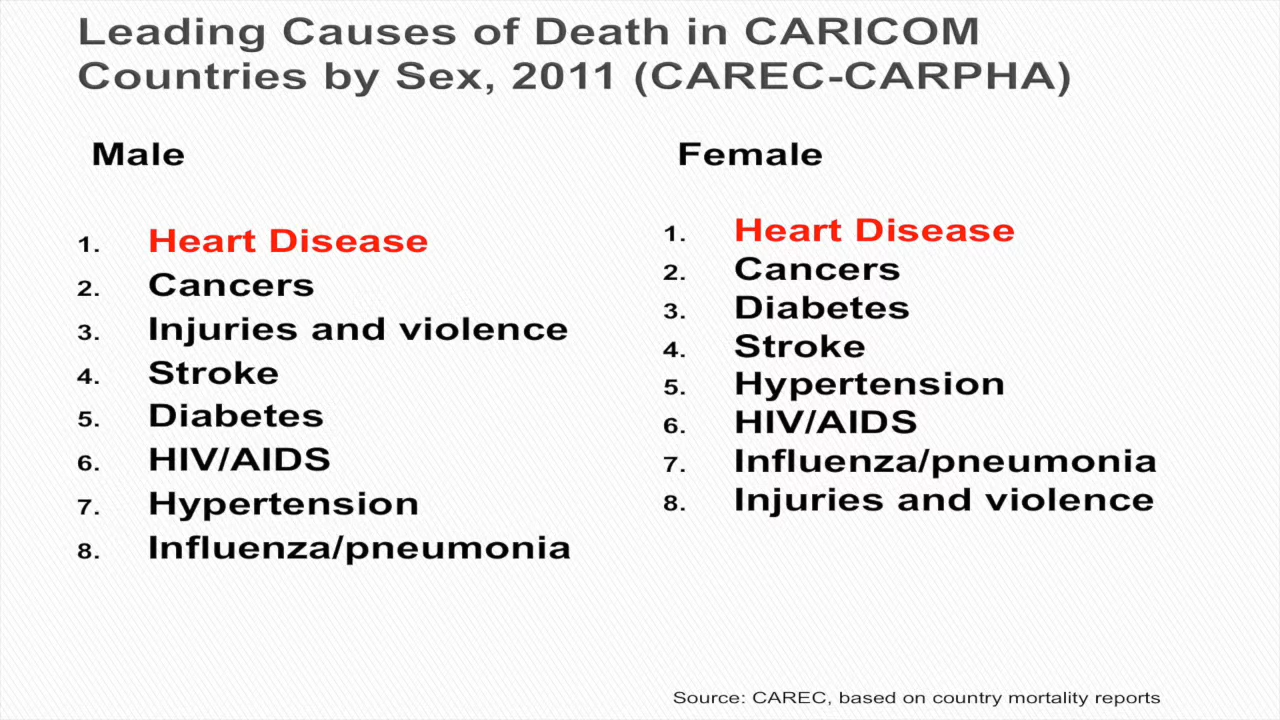 Leading Causes of Death in CARICOM
Countries by Sex, 2011 (CAREC-CARPHA)
Male
1. Heart Disease
2. Cancers
3. Injuries and violence
4. Stroke
5. Diabetes
6. HIV/AIDS
7. Hypertension
8. Influenza/pneumonia
Female
1. Heart Disease
2. Cancers
3. Diabetes
4. Stroke
5. Hypertension
6. HIV/AIDS
7. Influenza/pneumonia
8. Injuries and violence
Source: CAREC, based on country mortality reports